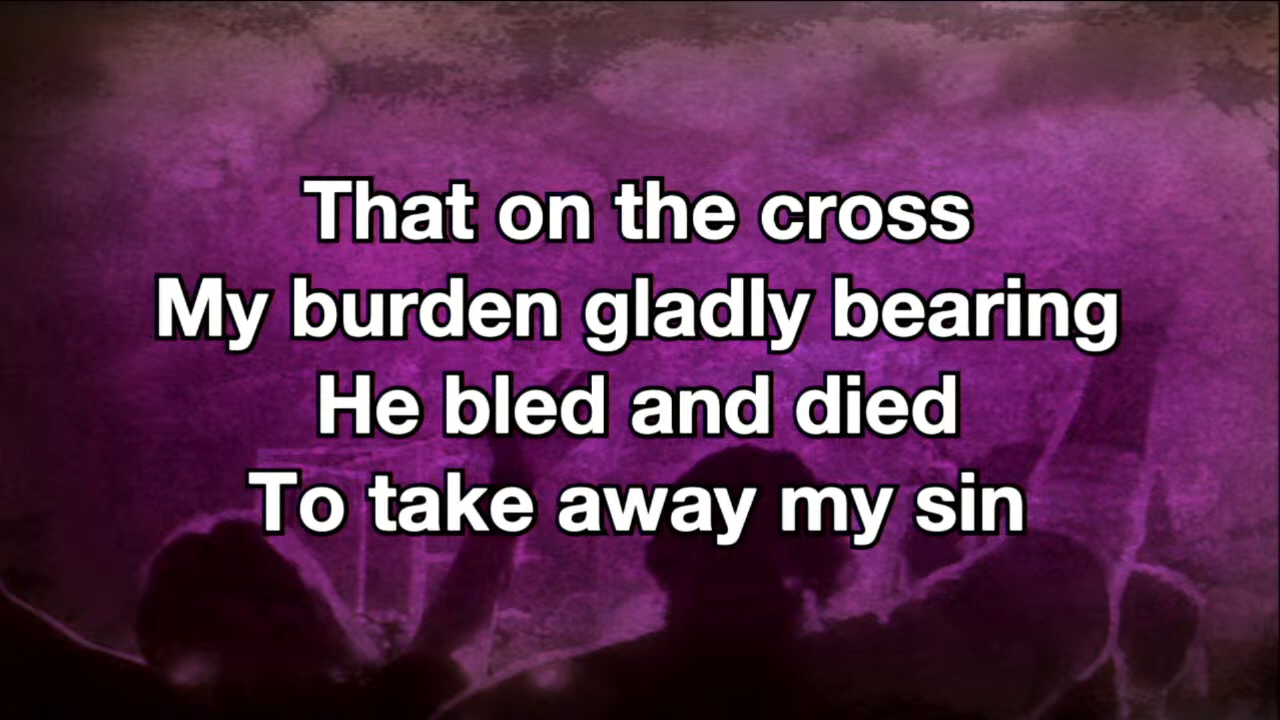 That on the cross
My burden gladly bearing
He bled and died
To take away my sin